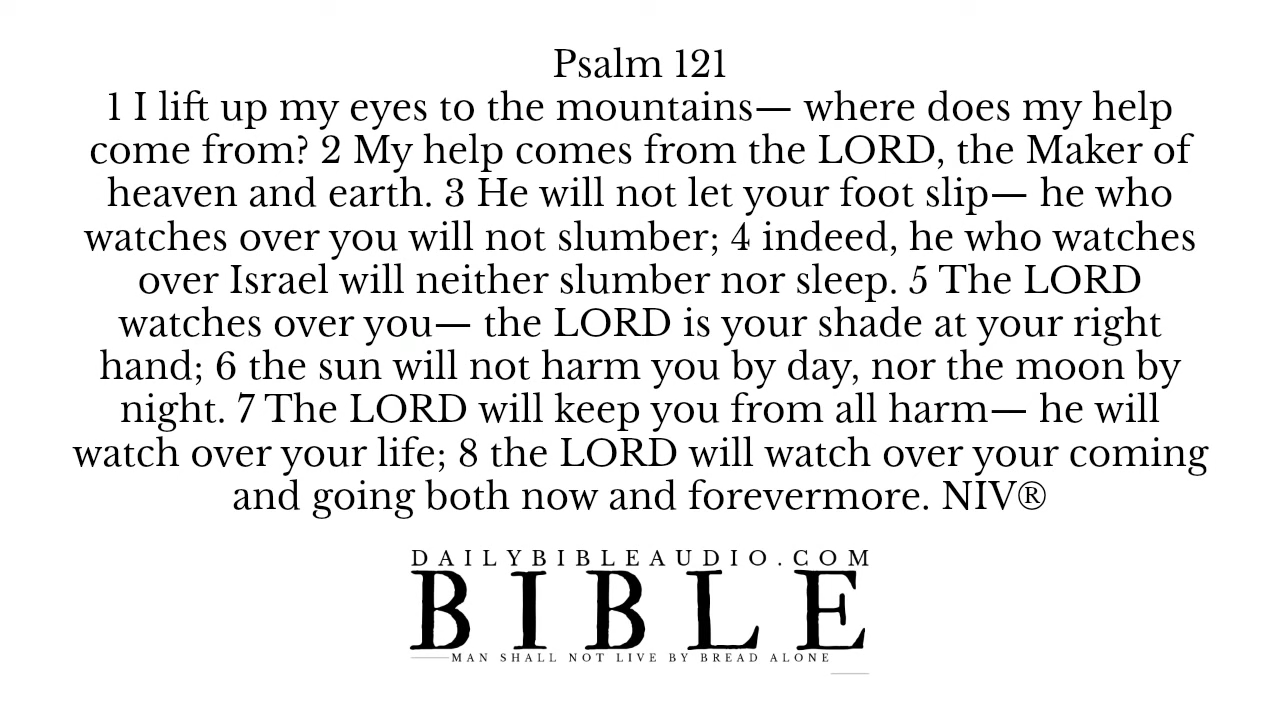 Psalm 121
1 I lift up my eyes to the mountains— where does my help
come from? 2 My help comes from the LORD, the Maker of
heaven and earth. 3 He will not let your foot slip— he who
watches over you will not slumber; 4 indeed, he who watches
over Israel will neither slumber nor sleep. 5 The LORD
watches over you— the LORD is your shade at your right
hand; 6 the sun will not harm you by day, nor the moon by
night. 7 The LORD will keep you from all harm— he will
watch over your life; 8 the LORD will watch over your coming
and going both now and forevermore. NIV®
DAILYBIBLEAUDIO.COM
BIBLE
MAN SHALL NOT LIVE BY BREAD ALONE